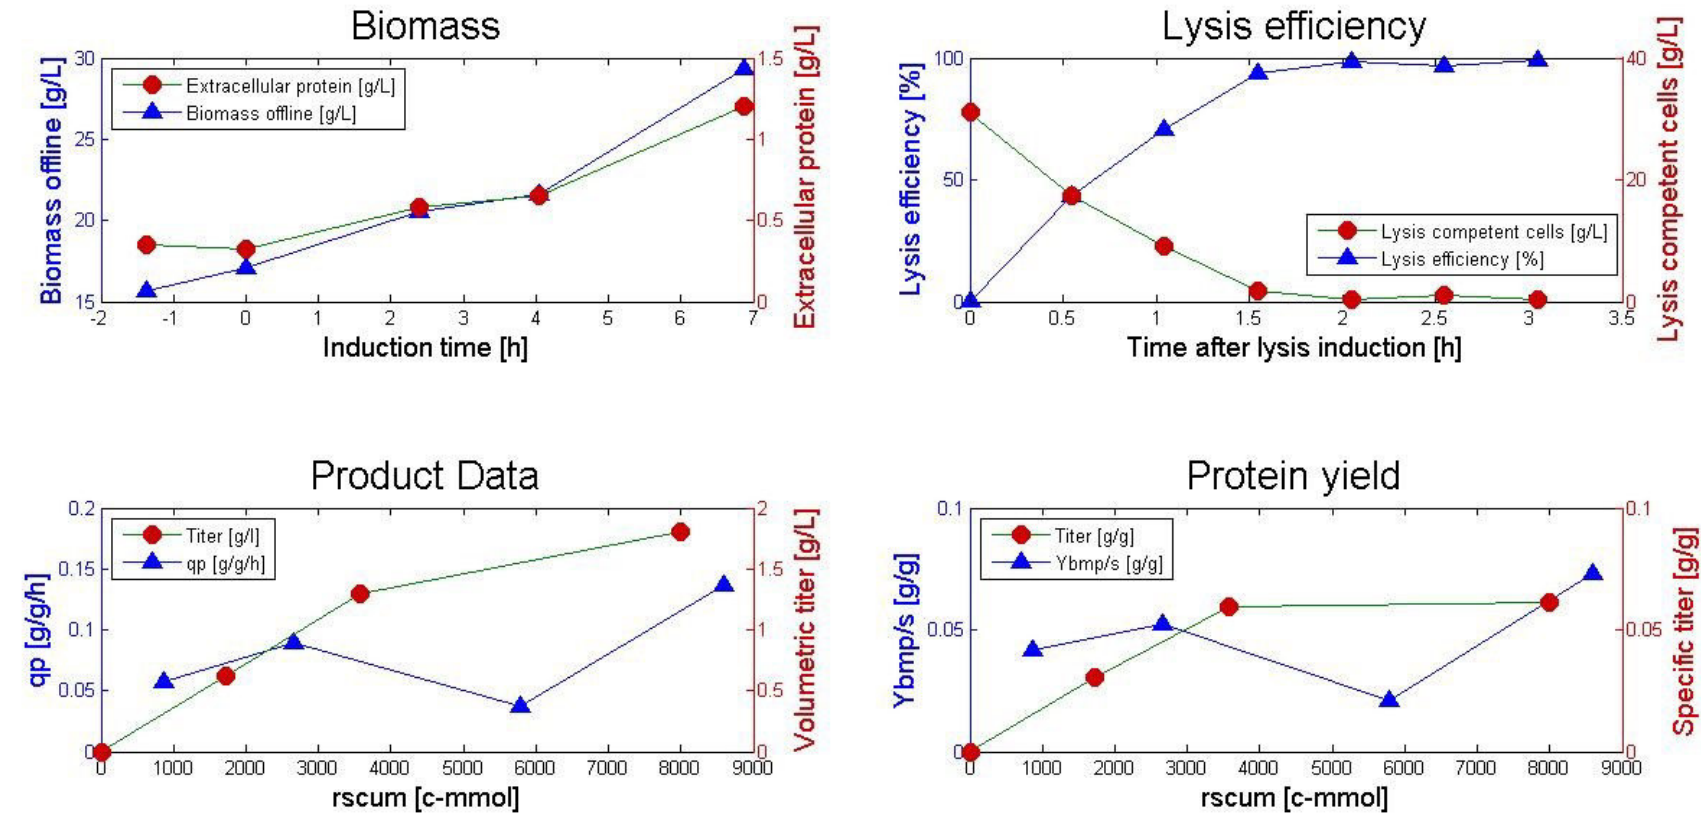 Biomass
Biomass offline [g/L]
30
25
20
15
Extracellular protein [g/L]
Biomass offline [g/L]
1.5
1
0.5
0
Extracellular protein [g/L]
-2 -1 0 1 2 3 4 5 6 7
Induction time [h]
Lysis efficiency
Lysis efficiency [%]
100
50
0
Lysis competent cells [g/L]
Lysis efficiency [%]
40
20
0
Lysis competent cells [g/L]
0 0.5 1 1.5 2 2.5 3 3.5
Time after lysis induction [h]
Product Data
qp [g/g/h]
0.2
0.15
0.1
0.05
0
Titer [g/l]
qp [g/g/h]
2
1.5
1
0.5
0
Volumetric titer [g/L]
0 1000 2000 3000 4000 5000 6000 7000 8000 9000
rscum [c-mmol]
Protein yield
Ybmp/s [g/g]
0.1
0.05
0
Titer [g/g]
Ybmp/s [g/g]
0.1
0.05
0
Specific titer [g/g]
0 1000 2000 3000 4000 5000 6000 7000 8000 9000
rscum [c-mmol]